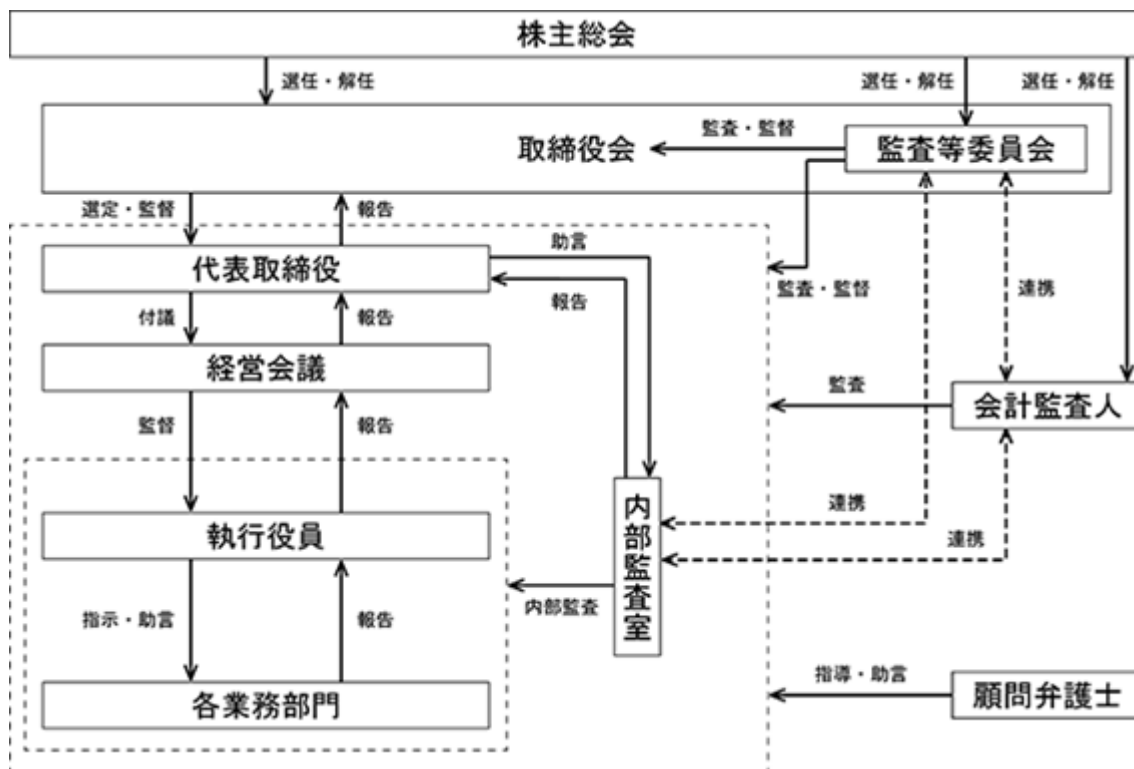 株主総会
選任・解任
選任・解任
選任・解任
取締役会
監査・監督
監査等委員会
選定・監督
報告
代表取締役
助言
報告
監査・監督
連携
付議
報告
経営会議
監督
報告
監査
会計監査人
執行役員
内部監査室
連携
連携
指示・助言
報告
内部監査
各業務部門
指導・助言
顧問弁護士